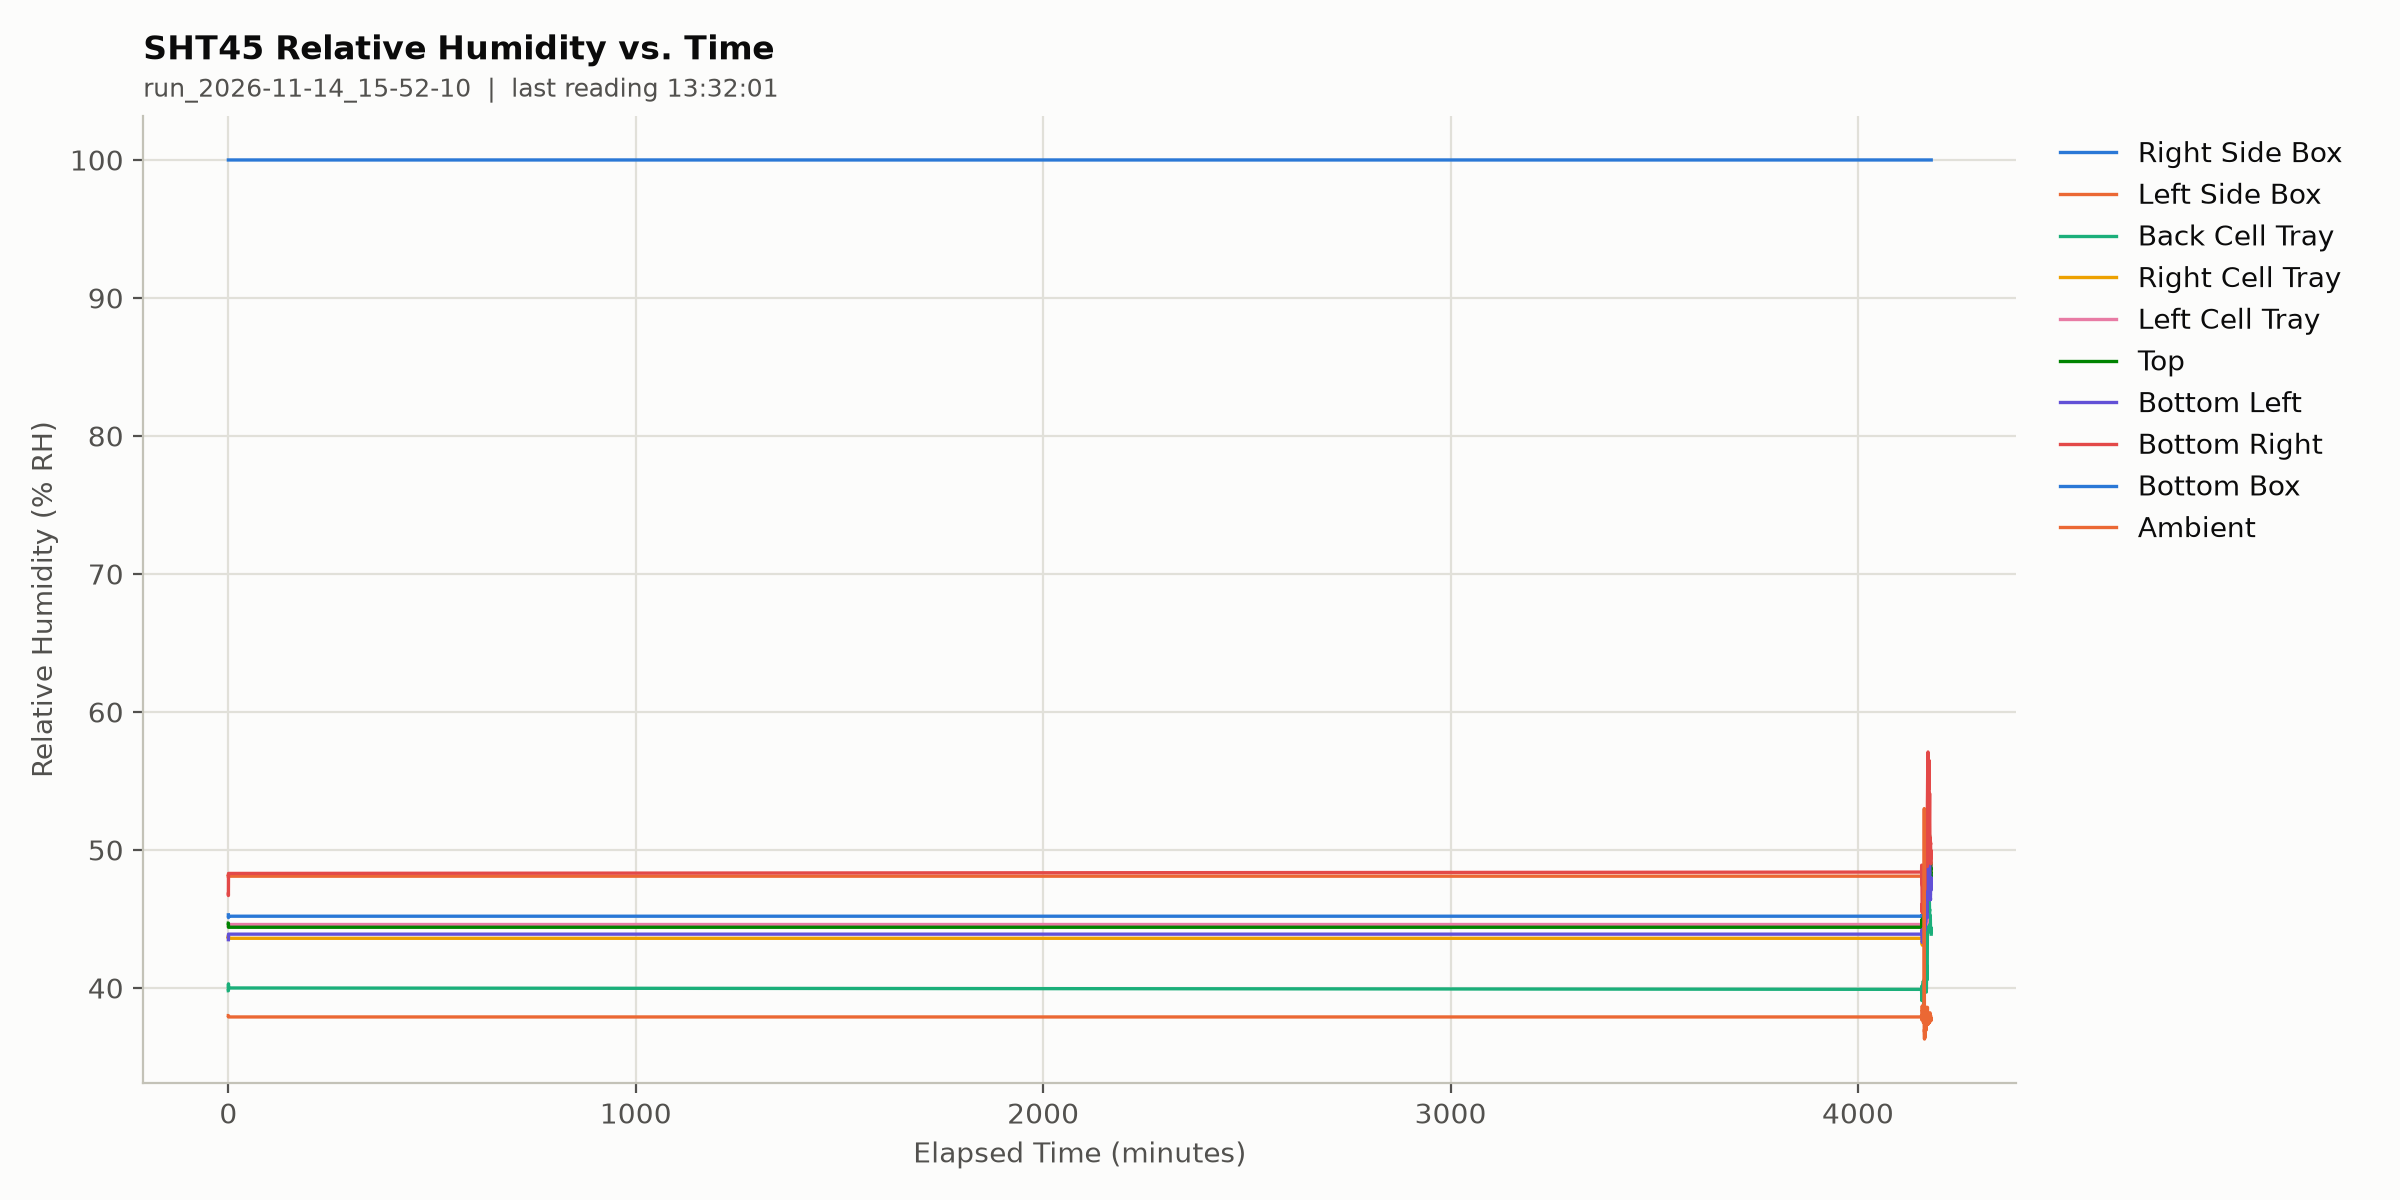 SHT45 Relative Humidity vs. Time
run_2026-11-14_15-52-10  |  last reading 13:32:01
100
90
80
70
60
50
40
Relative Humidity (% RH)
0
1000
2000
3000
4000
Elapsed Time (minutes)
Right Side Box
Left Side Box
Back Cell Tray
Right Cell Tray
Left Cell Tray
Top
Bottom Left
Bottom Right
Bottom Box
Ambient